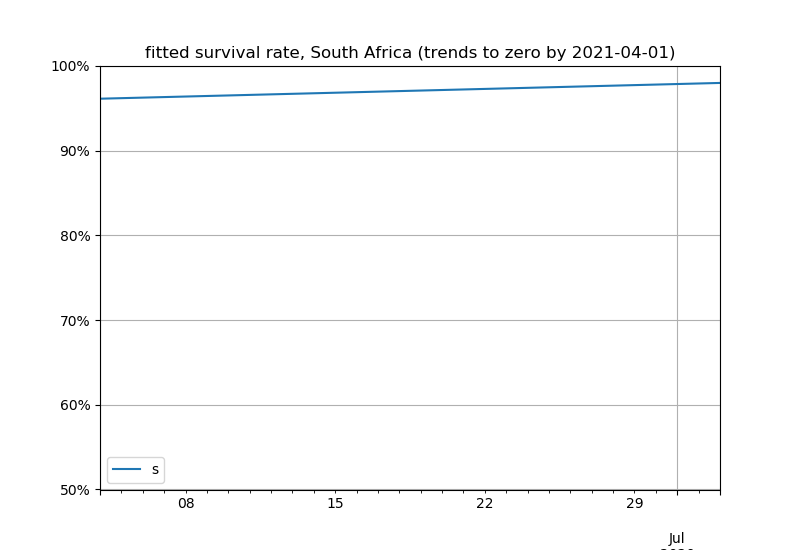 fitted survival rate, South Africa (trends to zero by 2021-04-01)
100%
90%
80%
70%
60%
50%
s
08 15 22 29
Jul